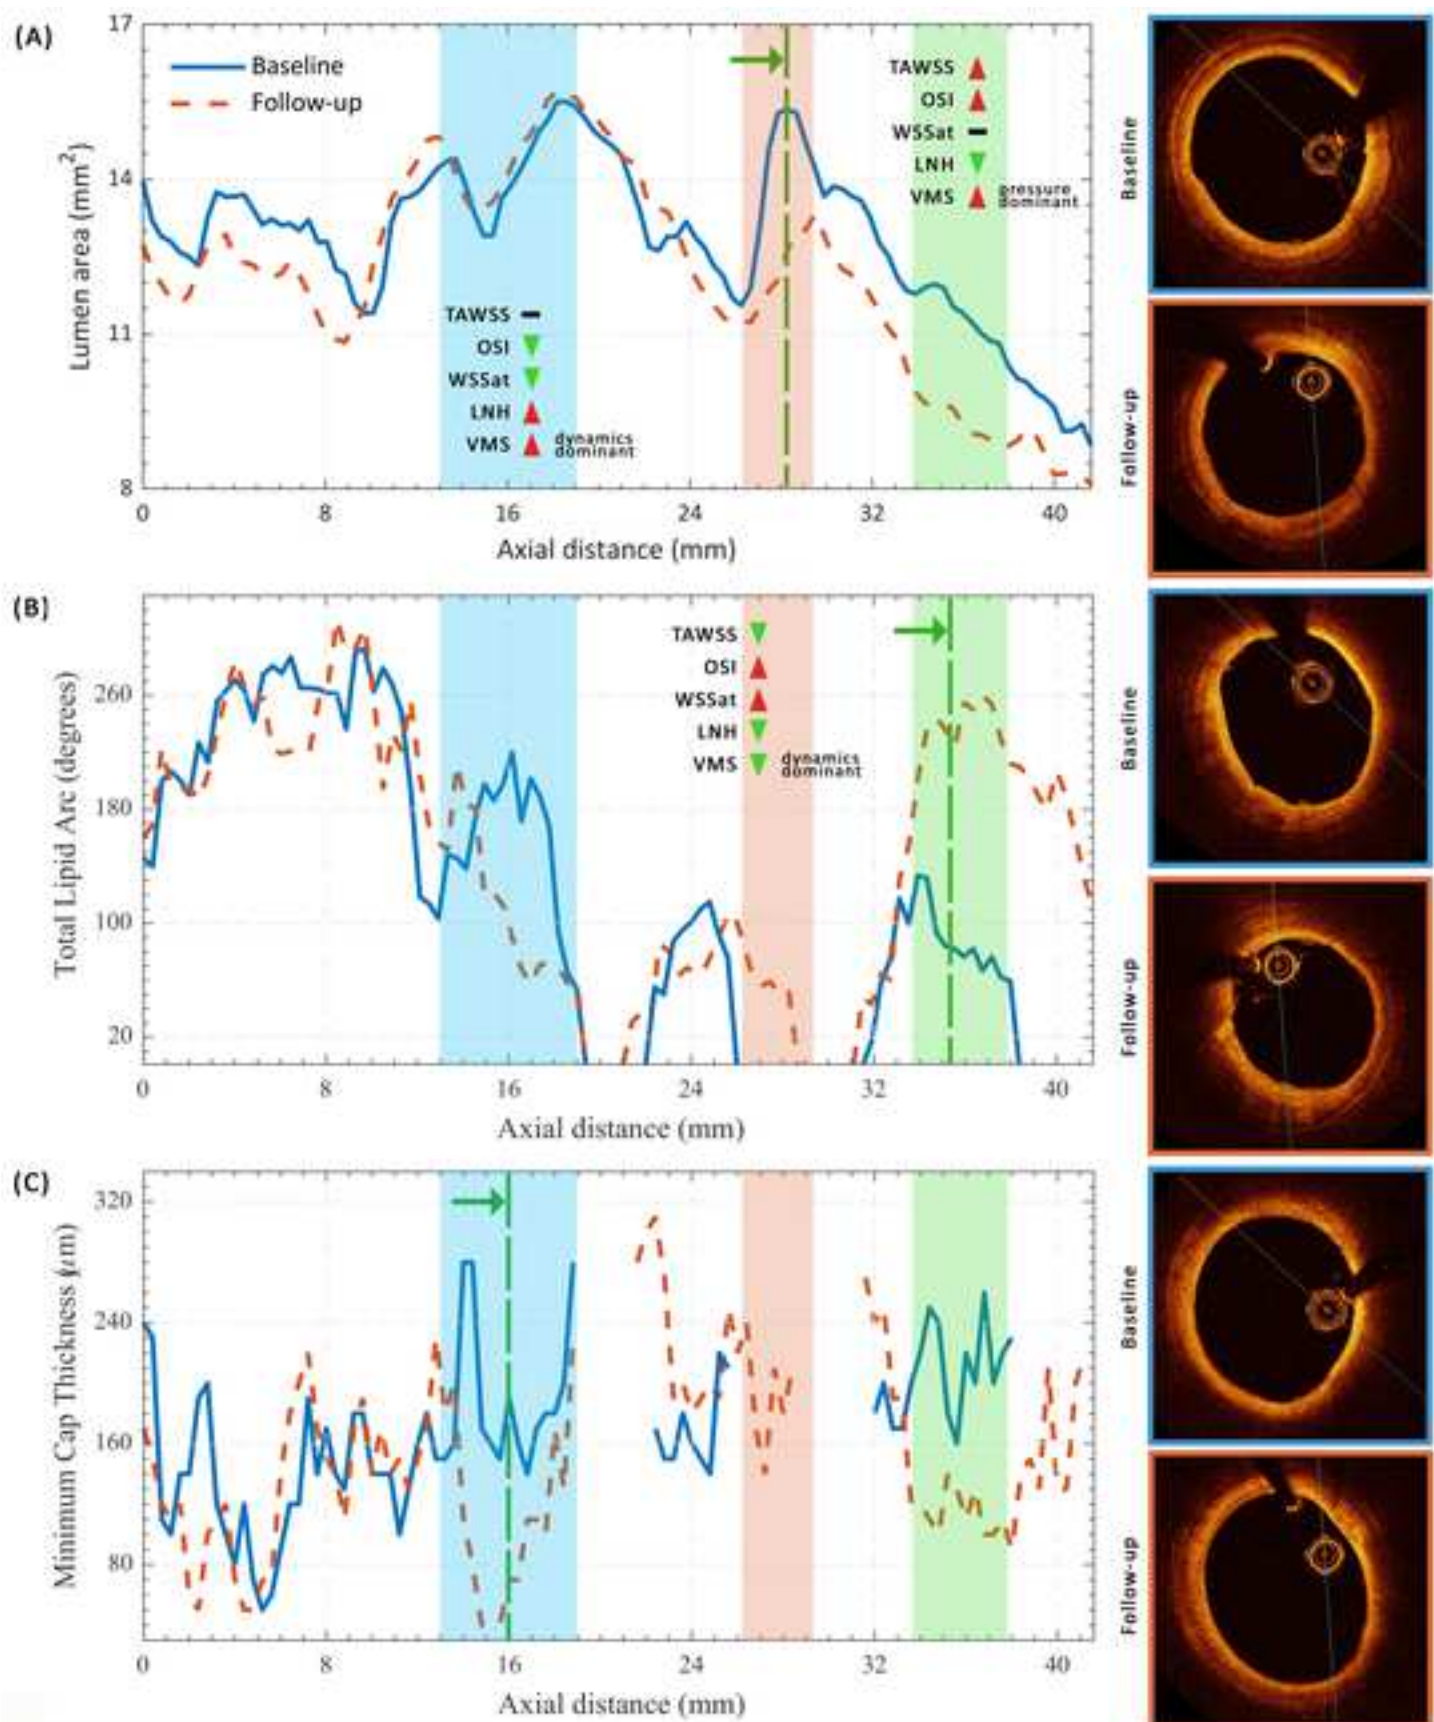 (A)
17
14
11
8
Lumen area (mm²)
Baseline
Follow-up
TAWSS
OSI
WSSat
LNH
VMS dynamics dominant
TAWSS
OSI
WSSat
LNH
VMS pressure dominant
0 8 16 24 32 40
Axial distance (mm)
Baseline
Follow-up
(B)
260
180
100
20
Total Lipid Arc (degrees)
TAWSS
OSI
WSSat
LNH
VMS dynamics dominant
0 8 16 24 32 40
Axial distance (mm)
Baseline
Follow-up
(C)
320
240
160
80
Minimum Cap Thickness (μm)
0 8 16 24 32 40
Axial distance (mm)
Baseline
Follow-up